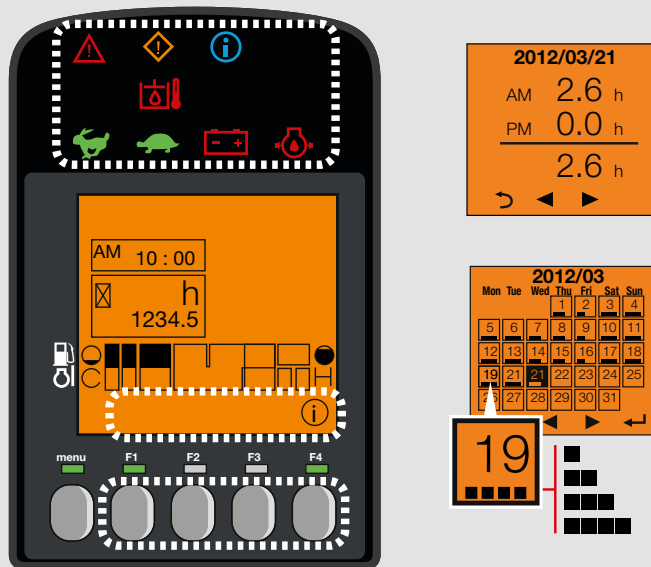 AM 10 : 00
h
1234.5
C
H
i
menu F1 F2 F3 F4
2012/03/21
AM 2.6 h
PM 0.0 h
2.6 h
2012/03
Mon Tue Wed Thu Fri Sat Sun
1 2 3 4
5 6 7 8 9 10 11
12 13 14 15 16 17 18
19 21 21 22 23 24 25
26 27 28 29 30 31
19